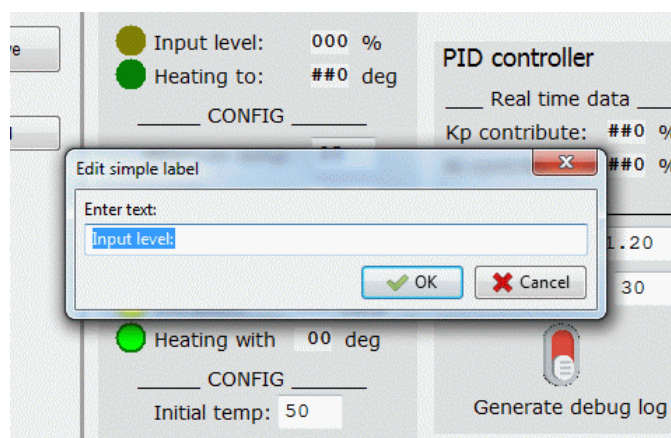 ve
Input level: 000 %
Heating to: ##0 deg
CONFIG
PID controller
Real time data
Kp contribute: ##0 %
##0 %
Edit simple label
Enter text:
Input level:
OK
Cancel
1.20
30
Heating with 00 deg
CONFIG
Initial temp: 50
Generate debug log